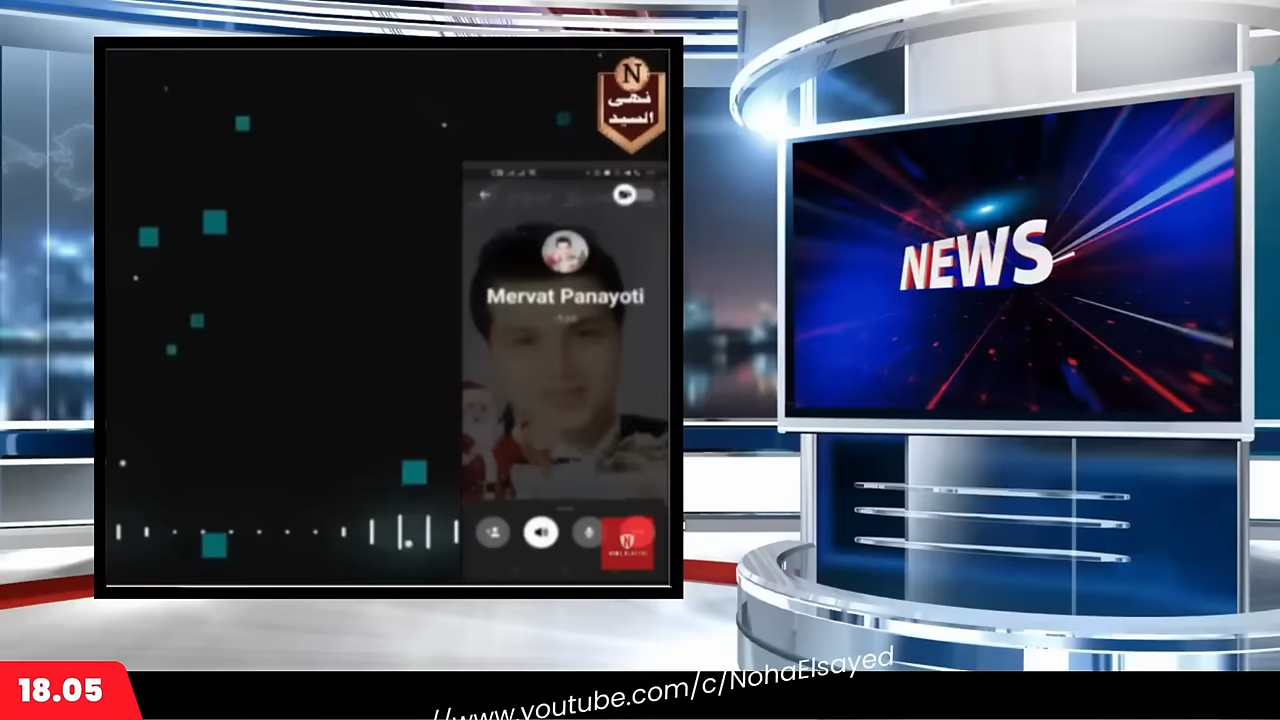 N
نهى
السيد
Mervat Panayoti
NEWS
18.05
//www.youtube.com/c/NohaElsayed